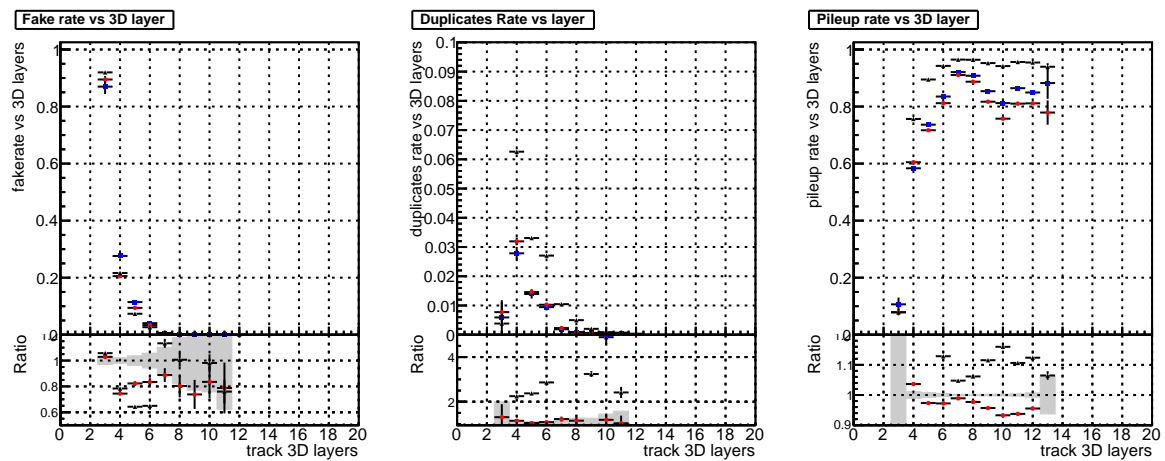 Fake rate vs 3D layer
fakerate vs 3D layers
1
0.8
0.6
0.4
0.2
0
Ratio
1
0.8
0.6
0 2 4 6 8 10 12 14 16 18 20
track 3D layers
Duplicates Rate vs layer
duplicates rate vs 3D layers
0.1
0.09
0.08
0.07
0.06
0.05
0.04
0.03
0.02
0.01
0
Ratio
4
2
0 2 4 6 8 10 12 14 16 18 20
track 3D layers
Pileup rate vs 3D layer
pileup rate vs 3D layers
1
0.8
0.6
0.4
0.2
0
Ratio
1.2
1.1
1
0.9
0 2 4 6 8 10 12 14 16 18 20
track 3D layers